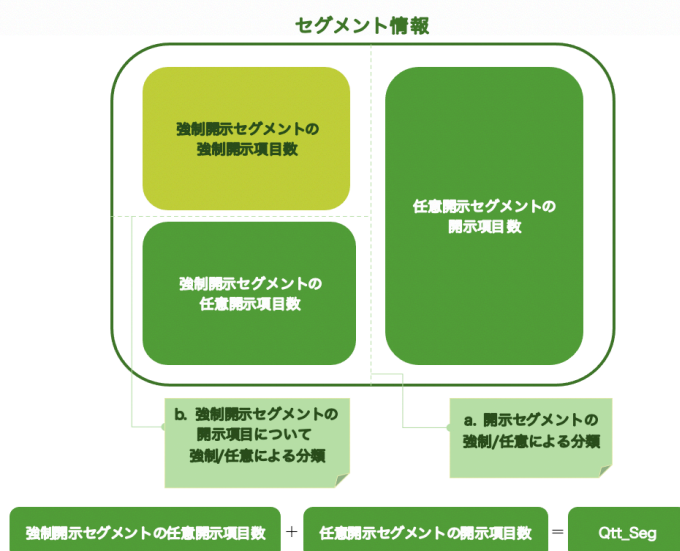 セグメント情報
強制開示セグメントの
強制開示項目数
任意開示セグメントの
開示項目数
強制開示セグメントの
任意開示項目数
b. 強制開示セグメントの
開示項目について
強制/任意による分類
a. 開示セグメントの
強制/任意による分類
強制開示セグメントの任意開示項目数 + 任意開示セグメントの開示項目数 = Qtt_Seg